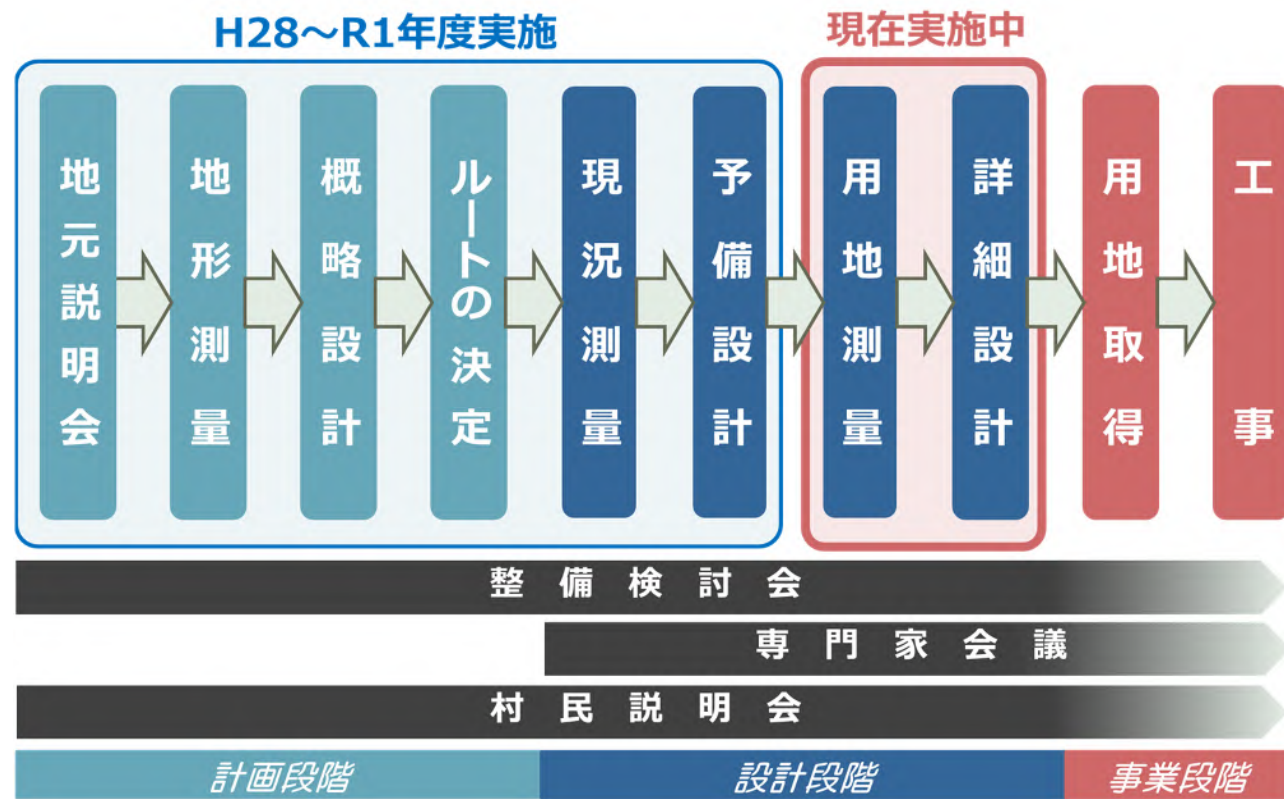 H28～R1年度実施
現在実施中
地元説明会
地形測量
概略設計
ルートの決定
現況測量
予備設計
用地測量
詳細設計
用地取得
工事
整備検討会
専門家会議
村民説明会
計画段階
設計段階
事業段階